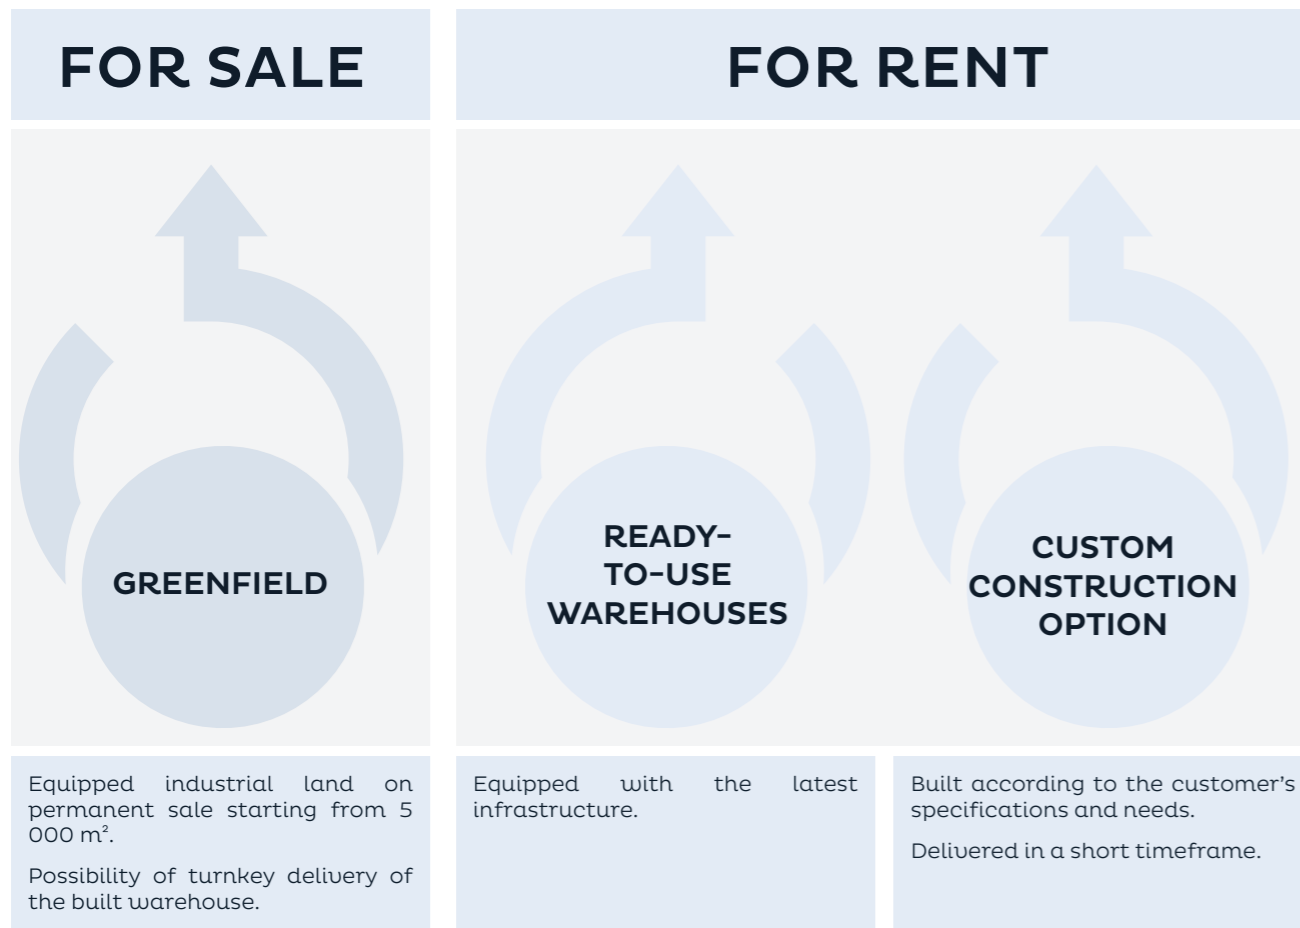 FOR SALE
FOR RENT
GREENFIELD
READY-
TO-USE
WAREHOUSES
CUSTOM
CONSTRUCTION
OPTION
Equipped industrial land on
permanent sale starting from 5
000 m².
Possibility of turnkey delivery of
the built warehouse.
Equipped with the latest
infrastructure.
Built according to the customer's
specifications and needs.
Delivered in a short timeframe.